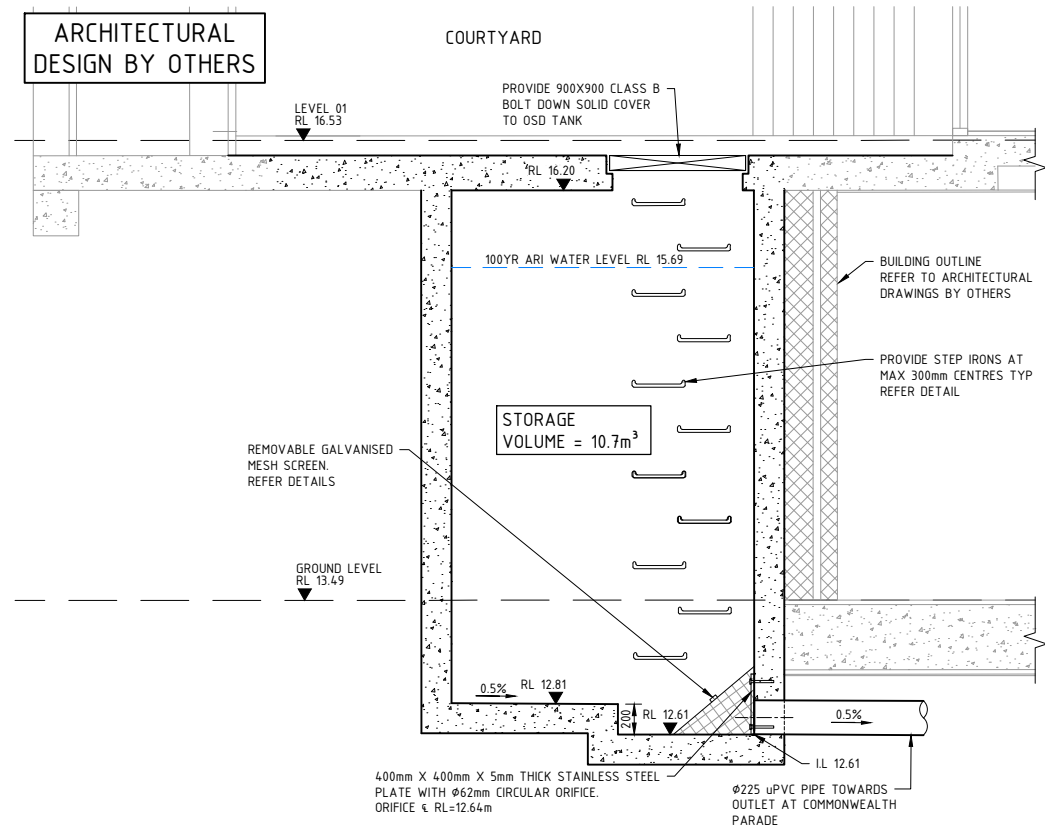 ARCHITECTURAL
DESIGN BY OTHERS
COURTYARD
PROVIDE 900X900 CLASS B
BOLT DOWN SOLID COVER
TO OSD TANK
LEVEL 01
RL 16.53
RL 16.20
100YR ARI WATER LEVEL RL 15.69
BUILDING OUTLINE
REFER TO ARCHITECTURAL
DRAWINGS BY OTHERS
PROVIDE STEP IRONS AT
MAX 300mm CENTRES TYP
REFER DETAIL
STORAGE
VOLUME = 10.7m³
REMOVABLE GALVANISED
MESH SCREEN.
REFER DETAILS
GROUND LEVEL
RL 13.49
0.5%
RL 12.81
200
RL 12.61
0.5%
I.L 12.61
400mm X 400mm X 5mm THICK STAINLESS STEEL
PLATE WITH Ø62mm CIRCULAR ORIFICE.
ORIFICE ℄ RL=12.64m
Ø225 uPVC PIPE TOWARDS
OUTLET AT COMMONWEALTH
PARADE